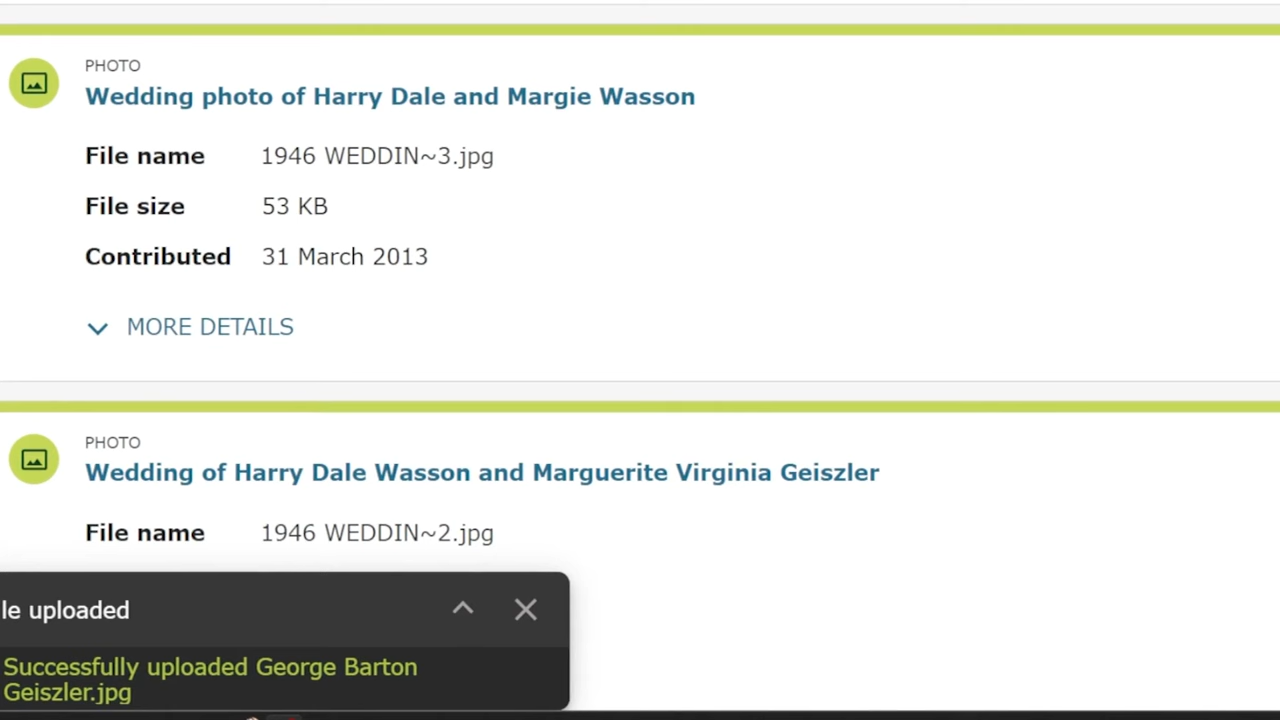 PHOTO
Wedding photo of Harry Dale and Margie Wasson
File name 1946 WEDDIN~3.jpg
File size 53 KB
Contributed 31 March 2013
MORE DETAILS
PHOTO
Wedding of Harry Dale Wasson and Marguerite Virginia Geiszler
File name 1946 WEDDIN~2.jpg
le uploaded
Successfully uploaded George Barton
Geiszler.jpg